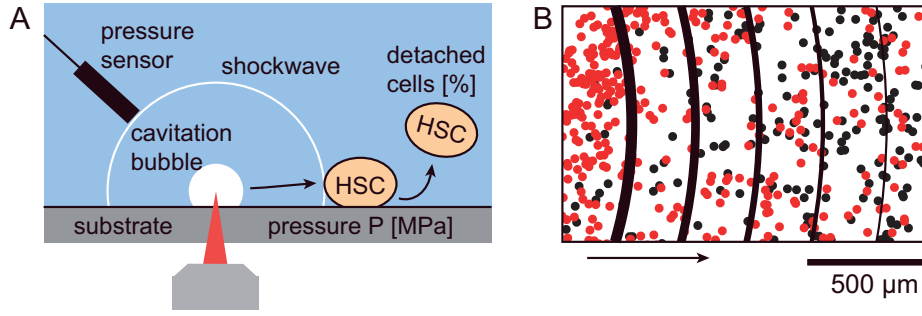 A
pressure
sensor
shockwave
detached
cells [%]
cavitation
bubble
HSC
HSC
substrate
pressure P [MPa]
B
500 µm